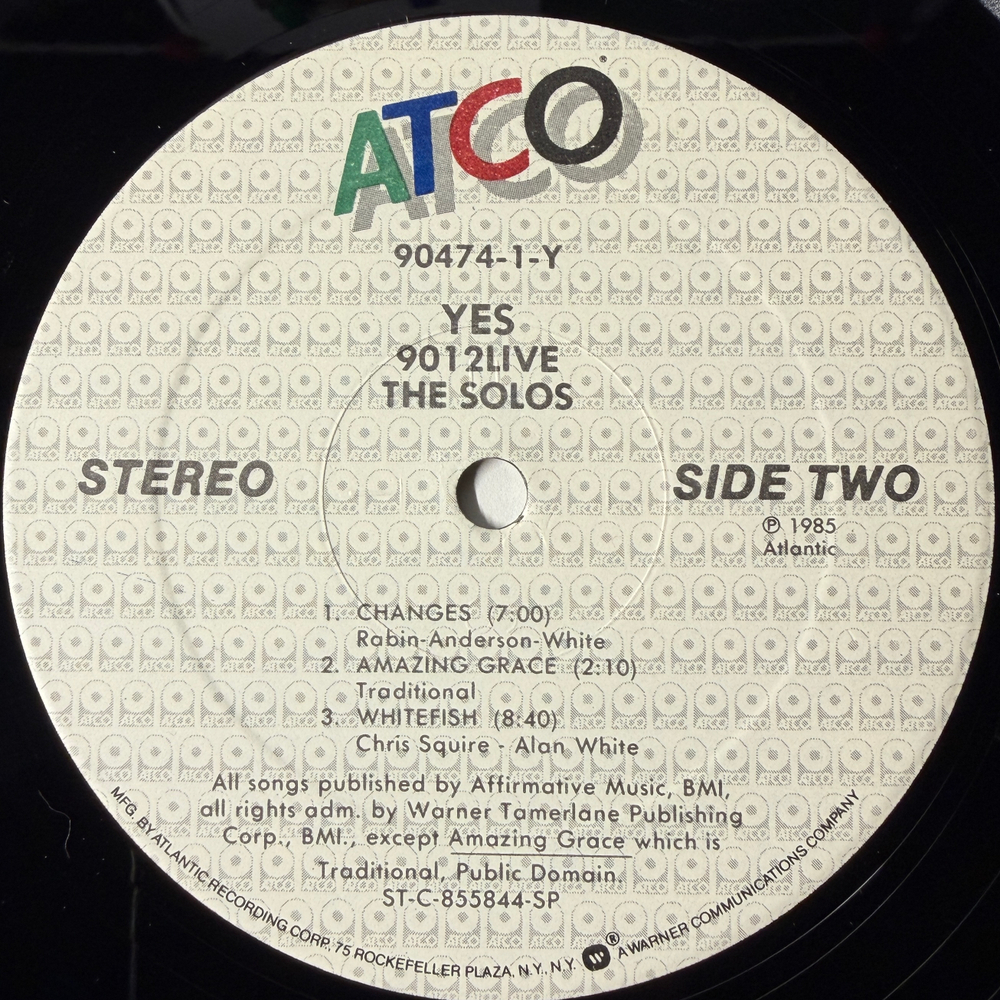 ATCO®
90474-1-Y
YES
9012LIVE
THE SOLOS
STEREO
SIDE TWO
℗ 1985
Atlantic
1. CHANGES (7:00)
Rabin-Anderson-White
2. AMAZING GRACE (2:10)
Traditional
3. WHITEFISH (8:40)
Chris Squire - Alan White
All songs published by Affirmative Music, BMI,
all rights adm. by Warner Tamerlane Publishing
Corp., BMI., except Amazing Grace which is
Traditional, Public Domain.
ST-C-855844-SP
MFG. BY ATLANTIC RECORDING CORP., 75 ROCKEFELLER PLAZA, N.Y., N.Y. ® A WARNER COMMUNICATIONS COMPANY